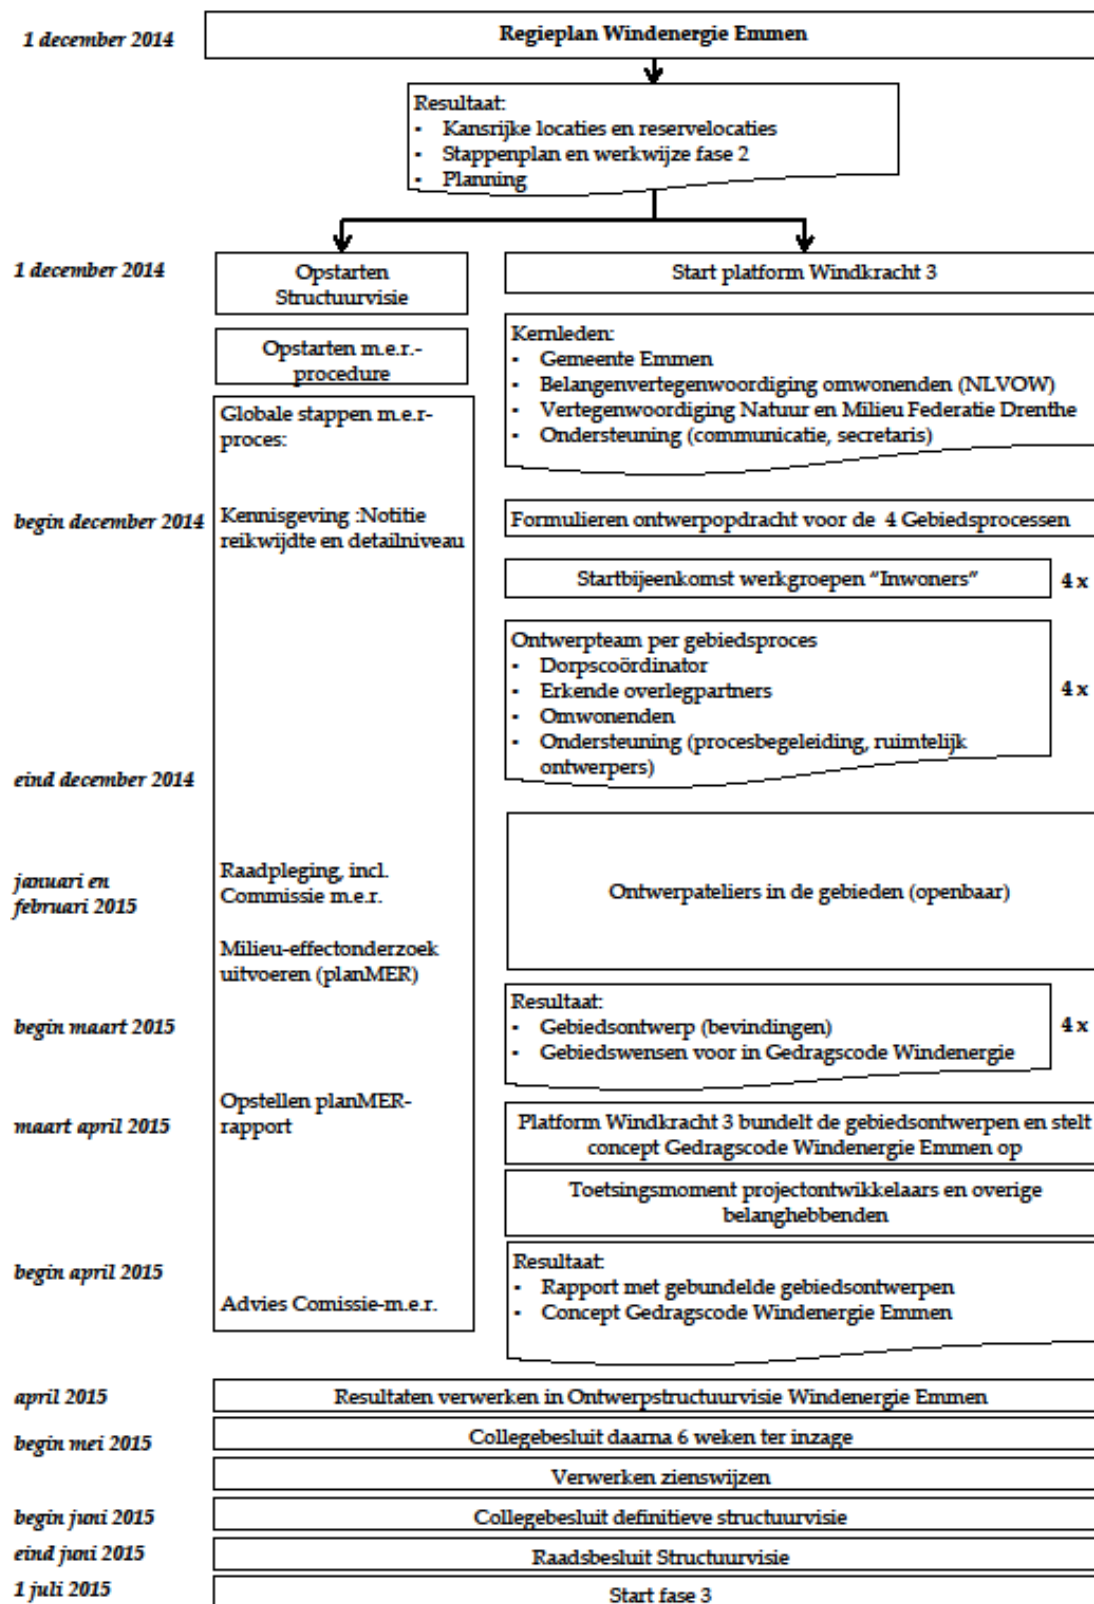 1 december 2014
Regieplan Windenergie Emmen
Resultaat:
▪ Kansrijke locaties en reservelocaties
▪ Stappenplan en werkwijze fase 2
▪ Planning
1 december 2014
Opstarten
Structuurvisie
Start platform Windkracht 3
Opstarten m.e.r.-
procedure
Kernleden:
▪ Gemeente Emmen
▪ Belangenvertegenwoordiging omwonenden (NLVOW)
▪ Vertegenwoordiging Natuur en Milieu Federatie Drenthe
▪ Ondersteuning (communicatie, secretaris)
Globale stappen m.e.r-
proces:
begin december 2014
Kennisgeving :Notitie
reikwijdte en detailniveau
Formulieren ontwerpopdracht voor de 4 Gebiedsprocessen
Startbijeenkomst werkgroepen “Inwoners”
4 x
Ontwerpteam per gebiedsproces
▪ Dorpscoördinator
▪ Erkende overlegpartners
▪ Omwonenden
▪ Ondersteuning (procesbegeleiding, ruimtelijk
ontwerpers)
4 x
eind december 2014
januari en
februari 2015
Raadpleging, incl.
Commissie m.e.r.
Ontwerpateliers in de gebieden (openbaar)
Milieu-effectonderzoek
uitvoeren (planMER)
begin maart 2015
Resultaat:
▪ Gebiedsontwerp (bevindingen)
▪ Gebiedswensen voor in Gedragscode Windenergie
4 x
maart april 2015
Opstellen planMER-
rapport
Platform Windkracht 3 bundelt de gebiedsontwerpen en stelt
concept Gedragscode Windenergie Emmen op
Toetsingsmoment projectontwikkelaars en overige
belanghebbenden
begin april 2015
Resultaat:
▪ Rapport met gebundelde gebiedsontwerpen
▪ Concept Gedragscode Windenergie Emmen
Advies Comissie-m.e.r.
april 2015
Resultaten verwerken in Ontwerpstructuurvisie Windenergie Emmen
begin mei 2015
Collegebesluit daarna 6 weken ter inzage
Verwerken zienswijzen
begin juni 2015
Collegebesluit definitieve structuurvisie
eind juni 2015
Raadsbesluit Structuurvisie
1 juli 2015
Start fase 3